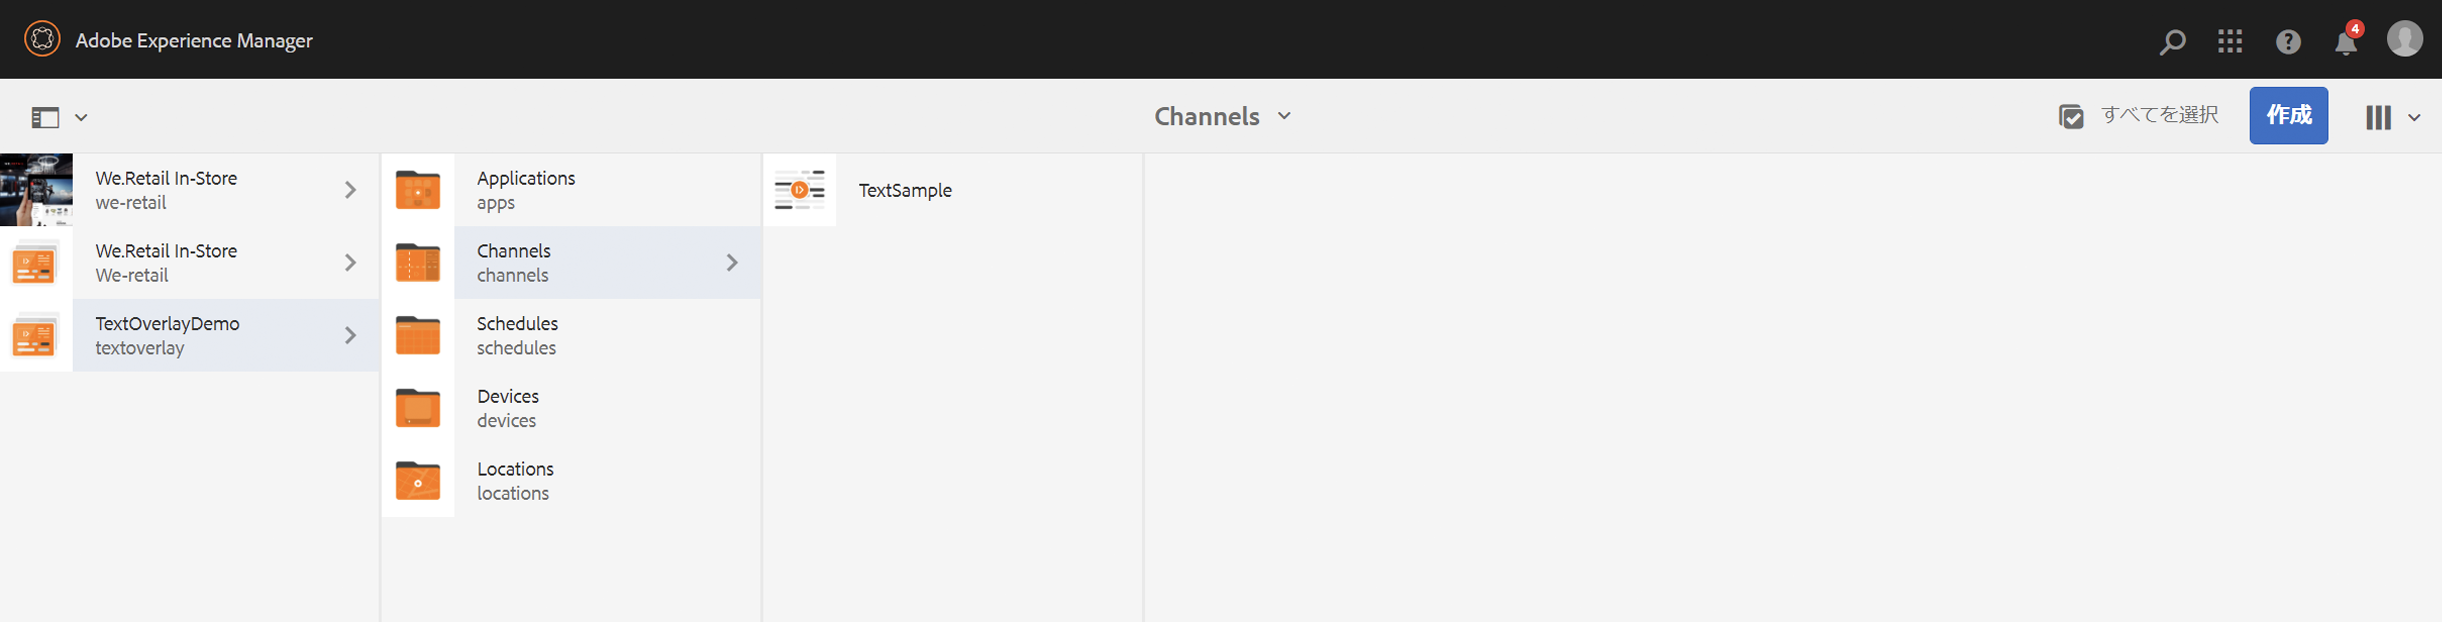 Adobe Experience Manager
4
Channels
すべてを選択
作成
We.Retail In-Store
we-retail
We.Retail In-Store
We-retail
TextOverlayDemo
textoverlay
Applications
apps
Channels
channels
Schedules
schedules
Devices
devices
Locations
locations
TextSample